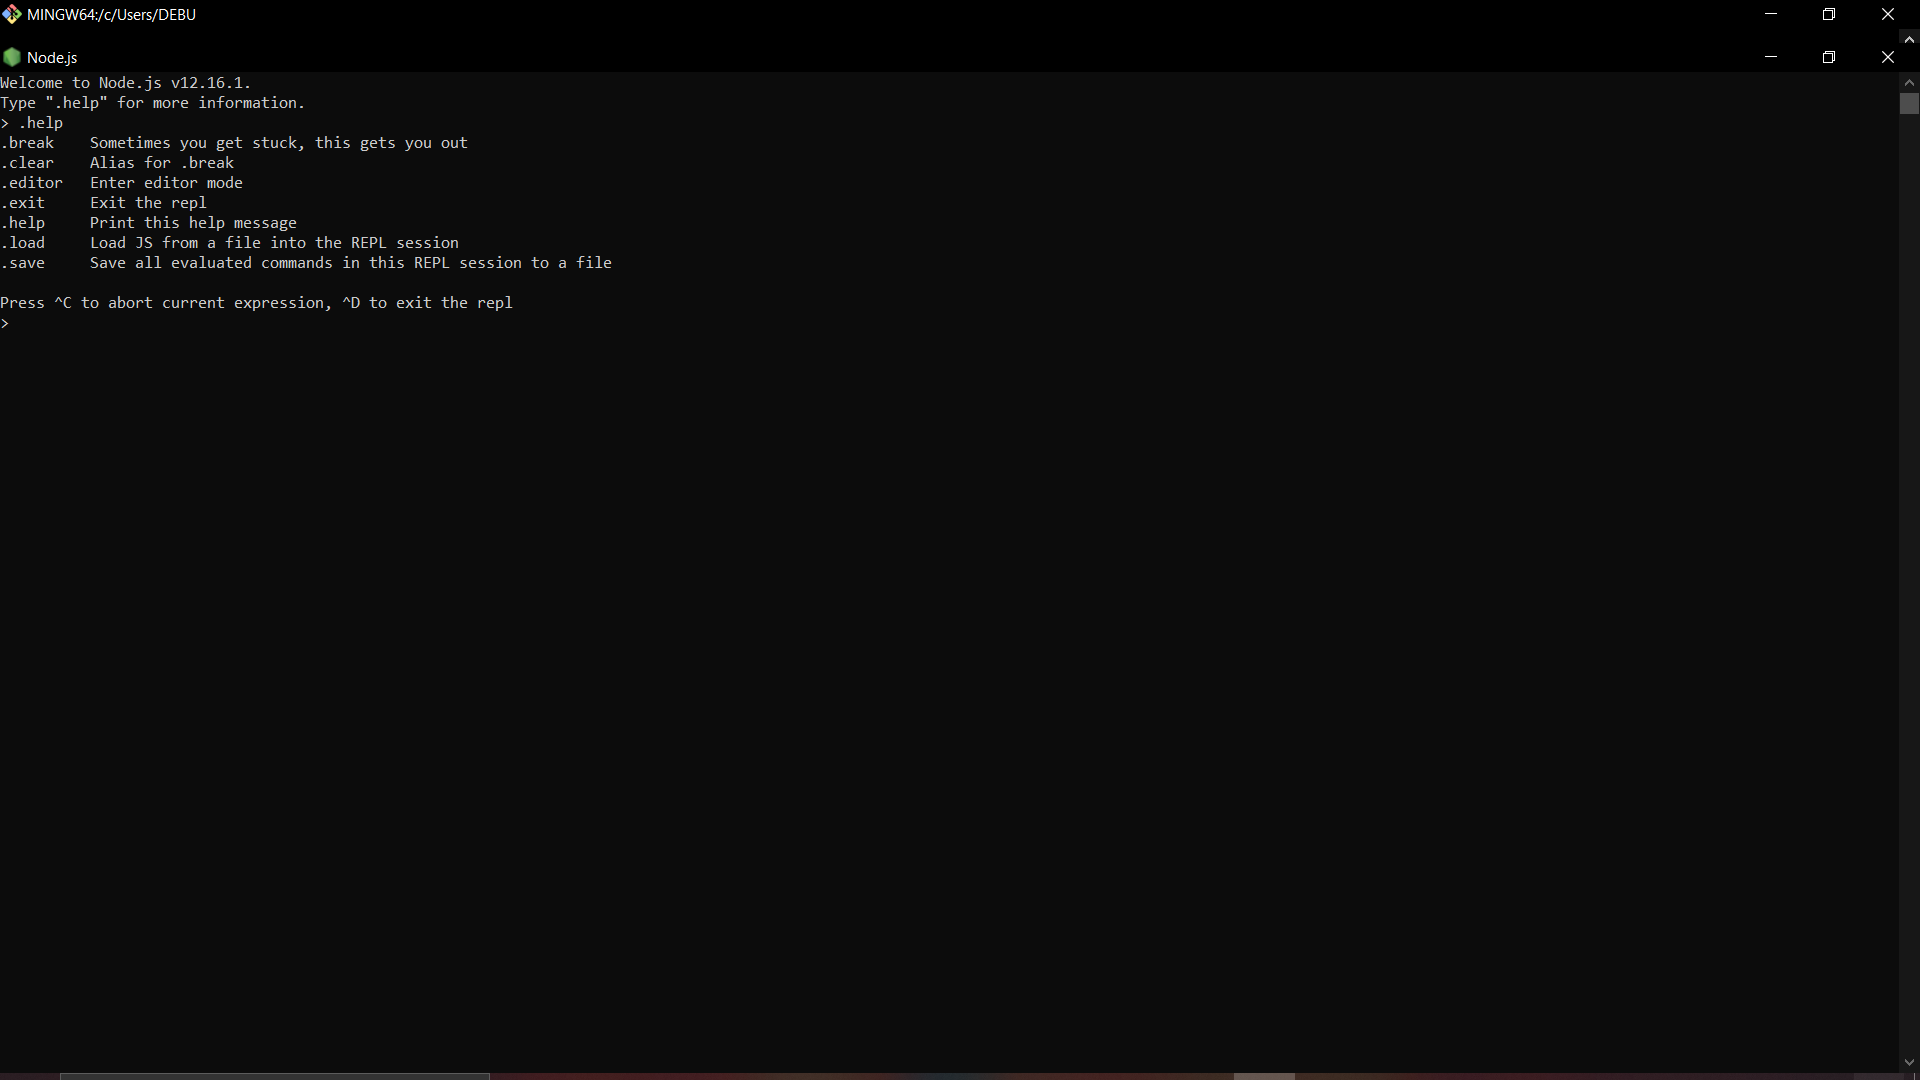 MINGW64:/c/Users/DEBU
Node.js
Welcome to Node.js v12.16.1.
Type ".help" for more information.
> .help
.break    Sometimes you get stuck, this gets you out
.clear    Alias for .break
.editor   Enter editor mode
.exit     Exit the repl
.help     Print this help message
.load     Load JS from a file into the REPL session
.save     Save all evaluated commands in this REPL session to a file
Press ^C to abort current expression, ^D to exit the repl
>